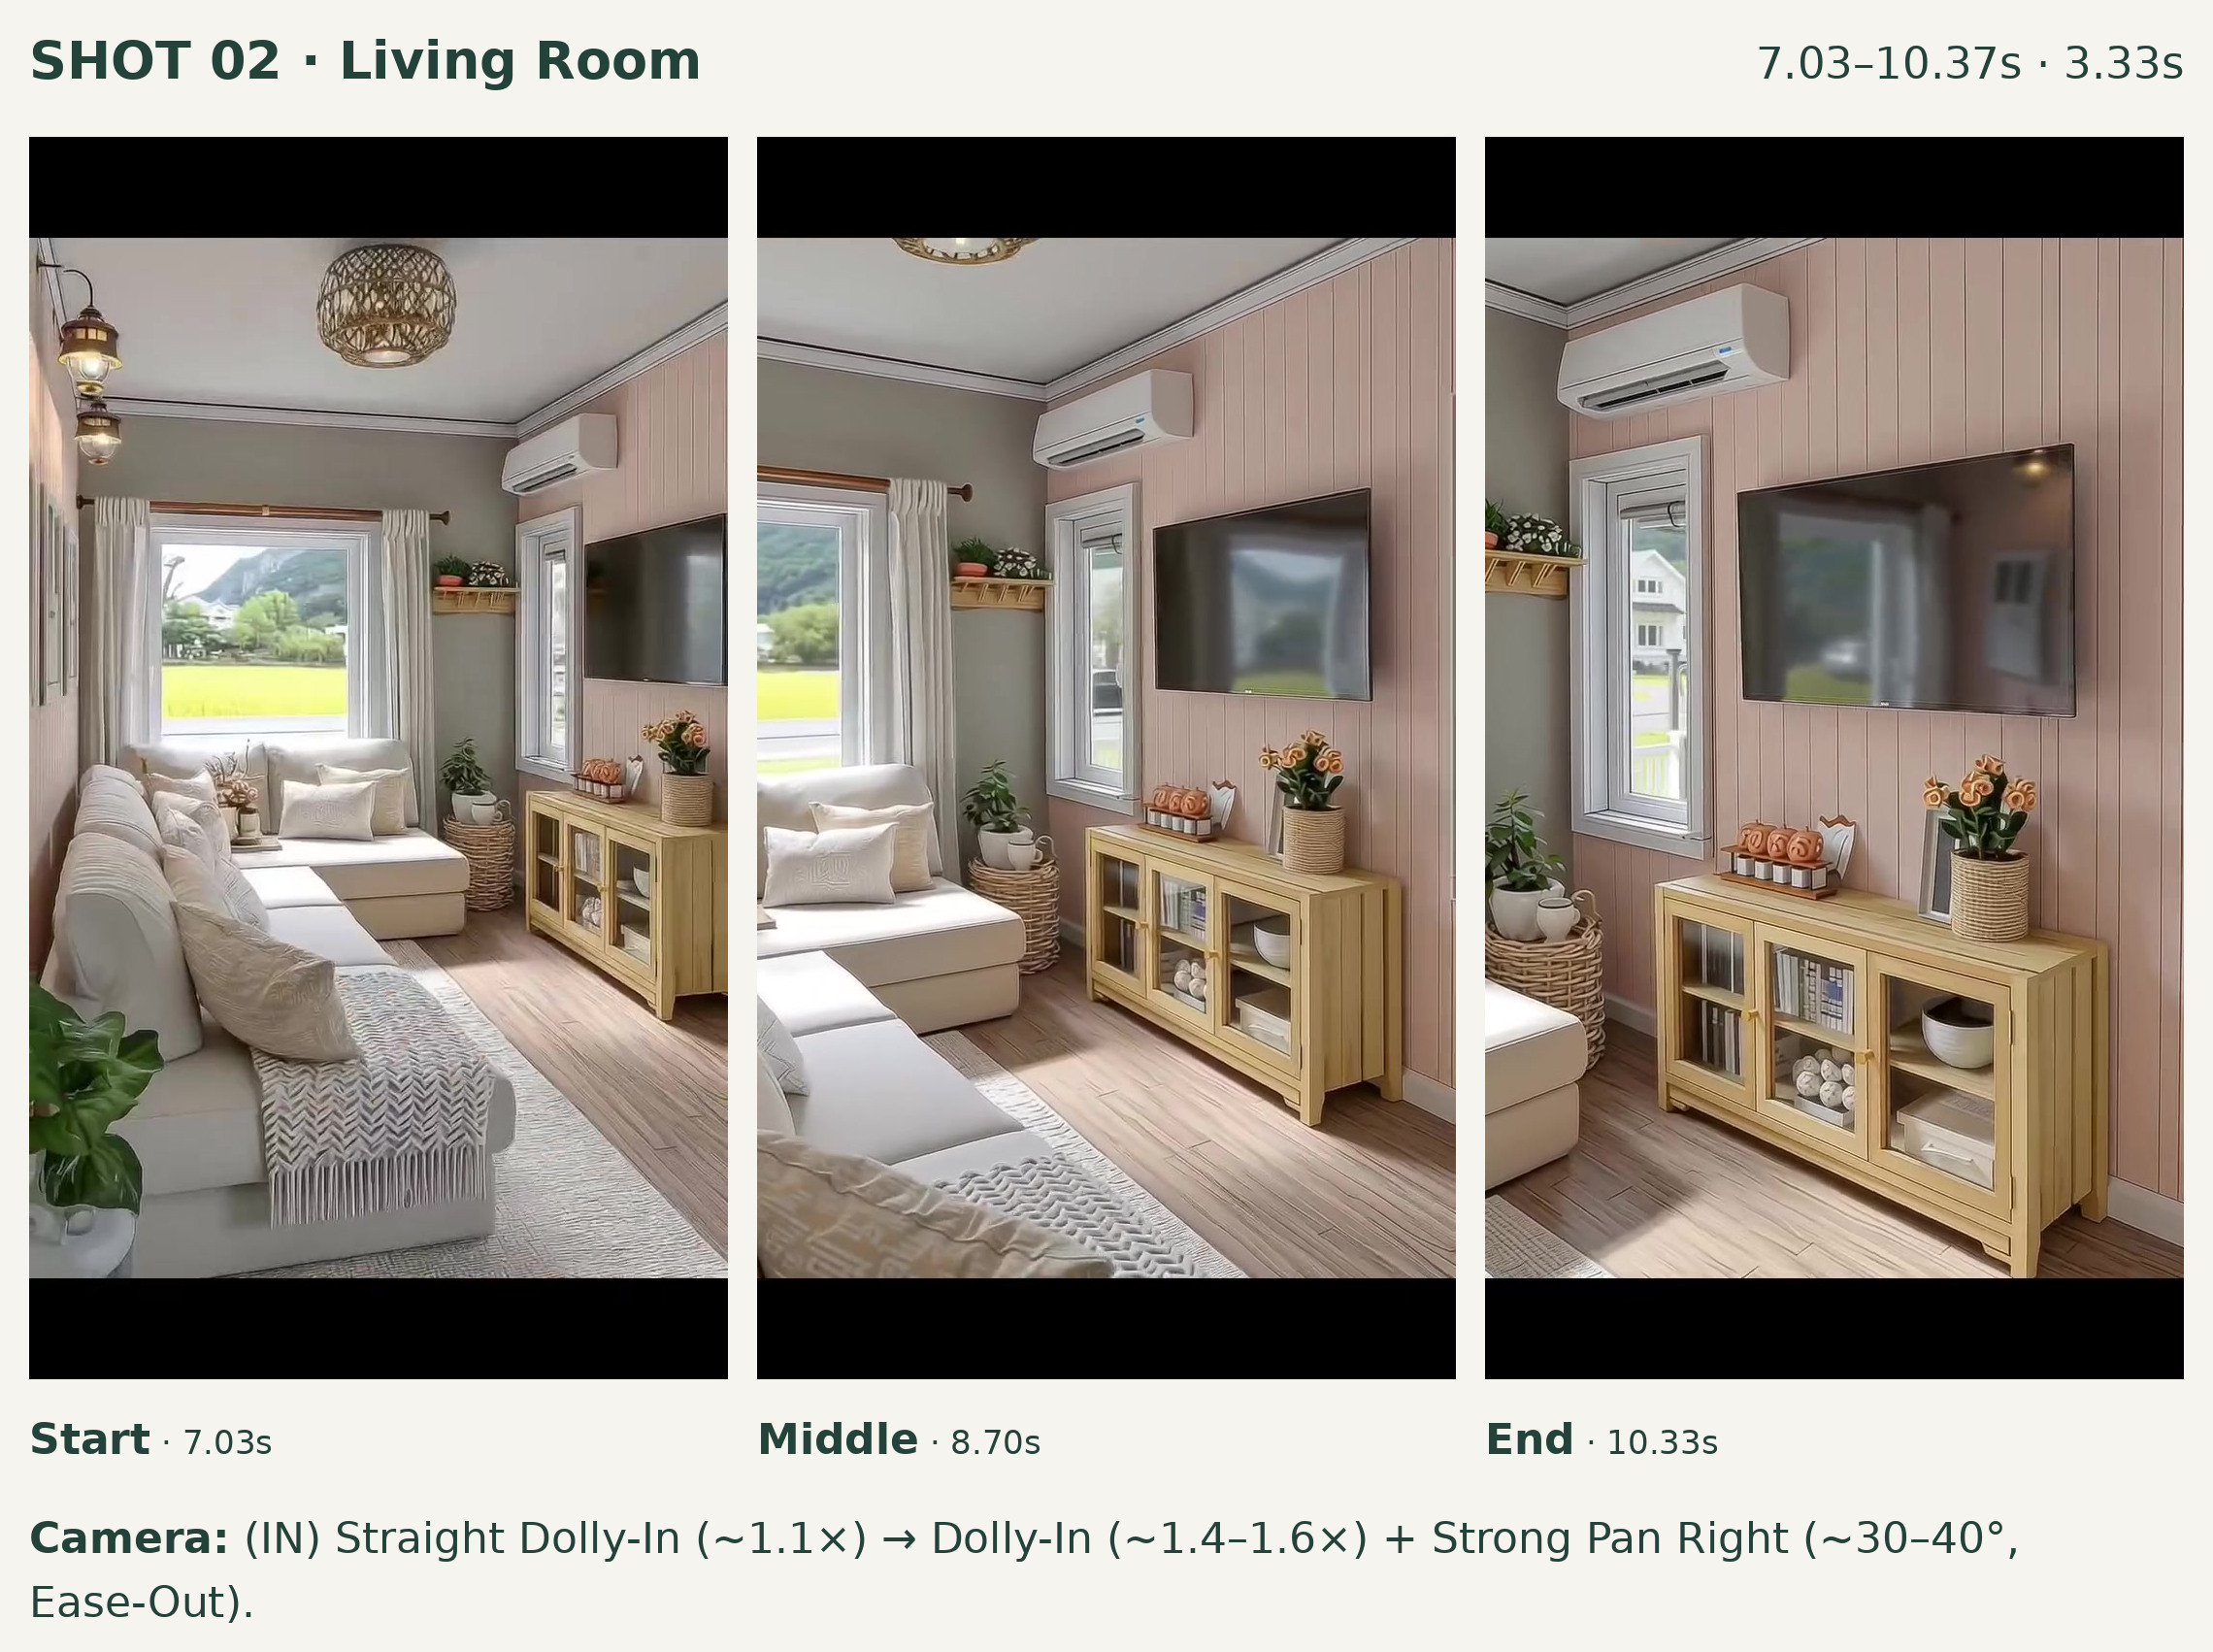 SHOT 02 · Living Room
7.03–10.37s · 3.33s
Start · 7.03s
Middle · 8.70s
End · 10.33s
Camera: (IN) Straight Dolly-In (~1.1×) → Dolly-In (~1.4–1.6×) + Strong Pan Right (~30–40°,
Ease-Out).